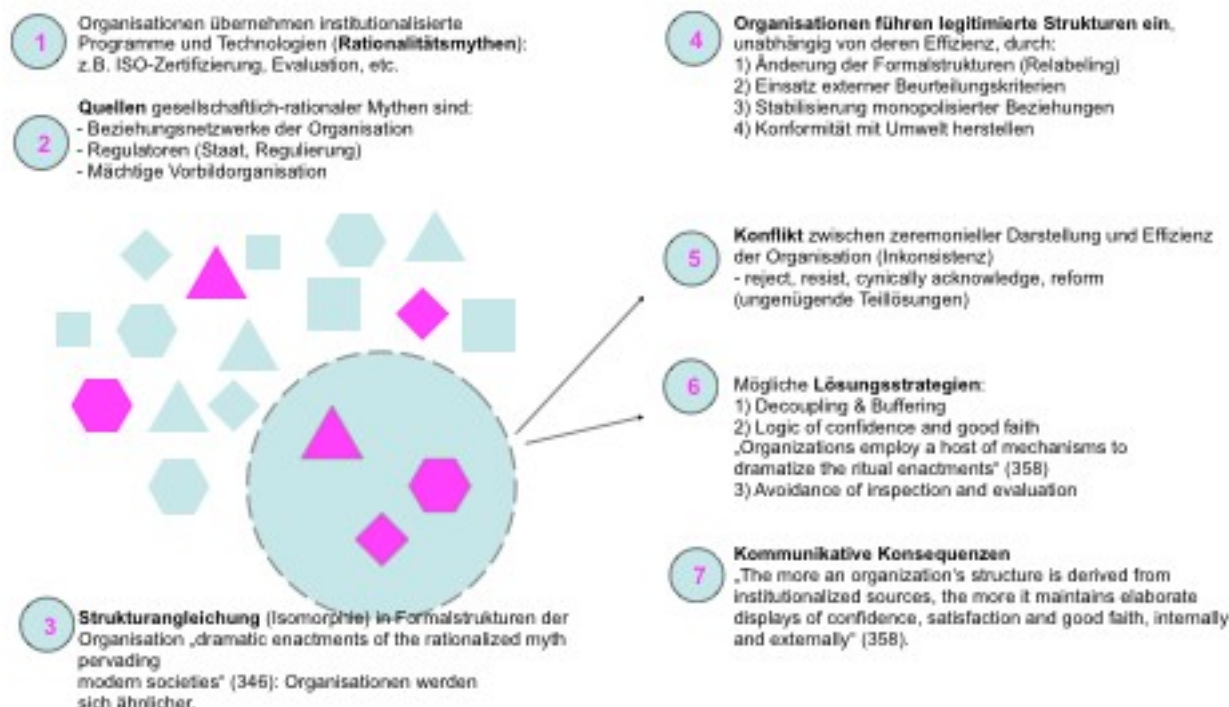 1
Organisationen übernehmen institutionalisierte
Programme und Technologien (Rationalitätsmythen):
z.B. ISO-Zertifizierung, Evaluation, etc.
2
Quellen gesellschaftlich-rationaler Mythen sind:
- Beziehungsnetzwerke der Organisation
- Regulatoren (Staat, Regulierung)
- Mächtige Vorbildorganisation
3
Strukturangleichung (Isomorphie) in Formalstrukturen der
Organisation „dramatic enactments of the rationalized myth
pervading
modern societies“ (346): Organisationen werden
sich ähnlicher.
4
Organisationen führen legitimierte Strukturen ein,
unabhängig von deren Effizienz, durch:
1) Änderung der Formalstrukturen (Relabeling)
2) Einsatz externer Beurteilungskriterien
3) Stabilisierung monopolisierter Beziehungen
4) Konformität mit Umwelt herstellen
5
Konflikt zwischen zeremonieller Darstellung und Effizienz
der Organisation (Inkonsistenz)
- reject, resist, cynically acknowledge, reform
(ungenügende Teillösungen)
6
Mögliche Lösungsstrategien:
1) Decoupling & Buffering
2) Logic of confidence and good faith
„Organizations employ a host of mechanisms to
dramatize the ritual enactments“ (358)
3) Avoidance of inspection and evaluation
7
Kommunikative Konsequenzen
„The more an organization's structure is derived from
institutionalized sources, the more it maintains elaborate
displays of confidence, satisfaction and good faith, internally
and externally“ (358).